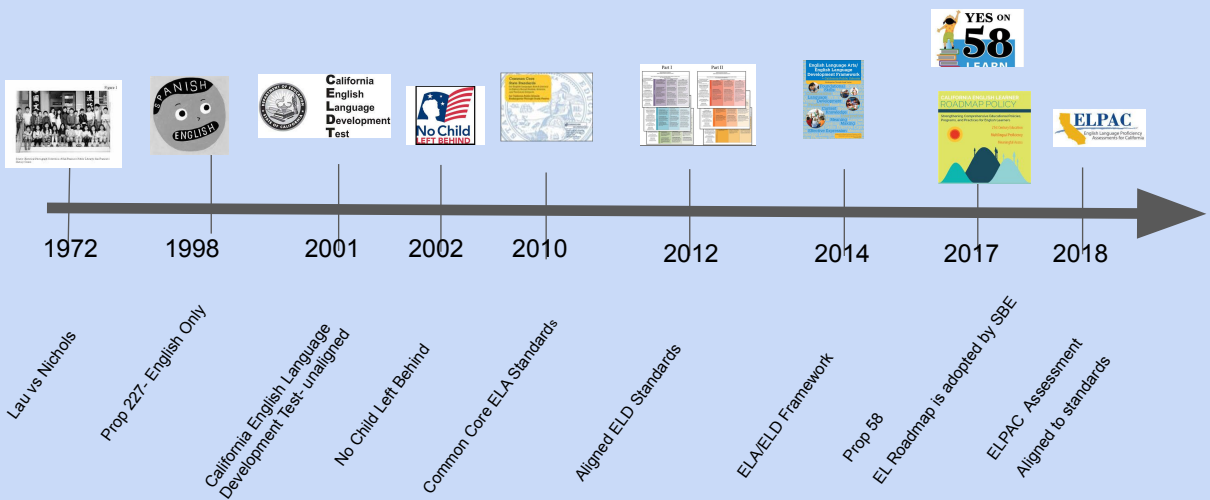 Figure 1
SPANISH
ENGLISH
California
English
Language
Development
Test
No Child
LEFT BEHIND
Common Core
State Standards
Part I
Part II
English Language Arts/
English Language
Development Framework
YES ON
58
LEARN
CALIFORNIA ENGLISH LEARNER
ROADMAP POLICY
ELPAC
English Language Proficiency
Assessments for California
1972
1998
2001
2002
2010
2012
2014
2017
2018
Lau vs Nichols
Prop 227- English Only
California English Language
Development Test- unaligned
No Child Left Behind
Common Core ELA Standards
Aligned ELD Standards
ELA/ELD Framework
Prop 58
EL Roadmap is adopted by SBE
ELPAC Assessment
Aligned to standards